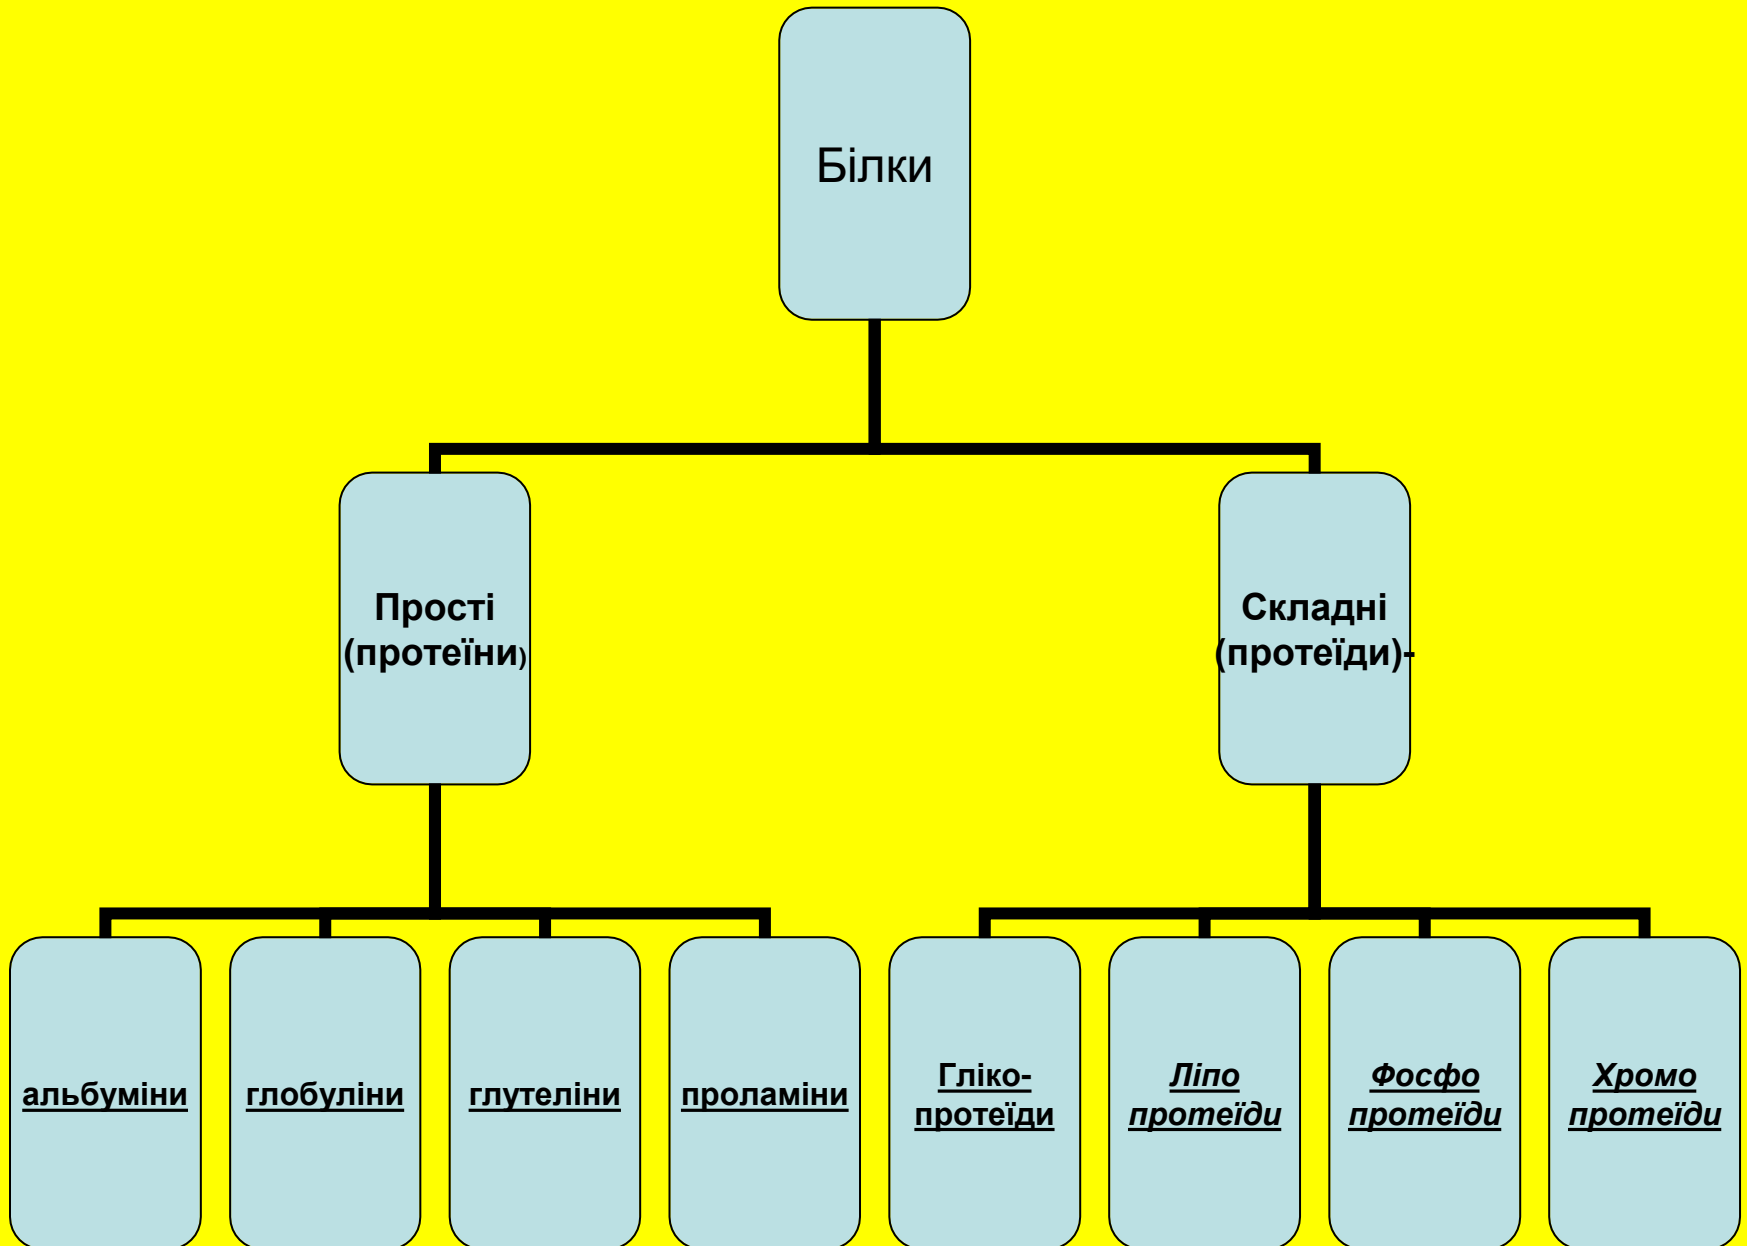 Білки
Прості
(протеїни)
Складні
(протеїди)-
альбуміни
глобуліни
глутеліни
проламіни
Гліко-
протеїди
Ліпо
протеїди
Фосфо
протеїди
Хромо
протеїди